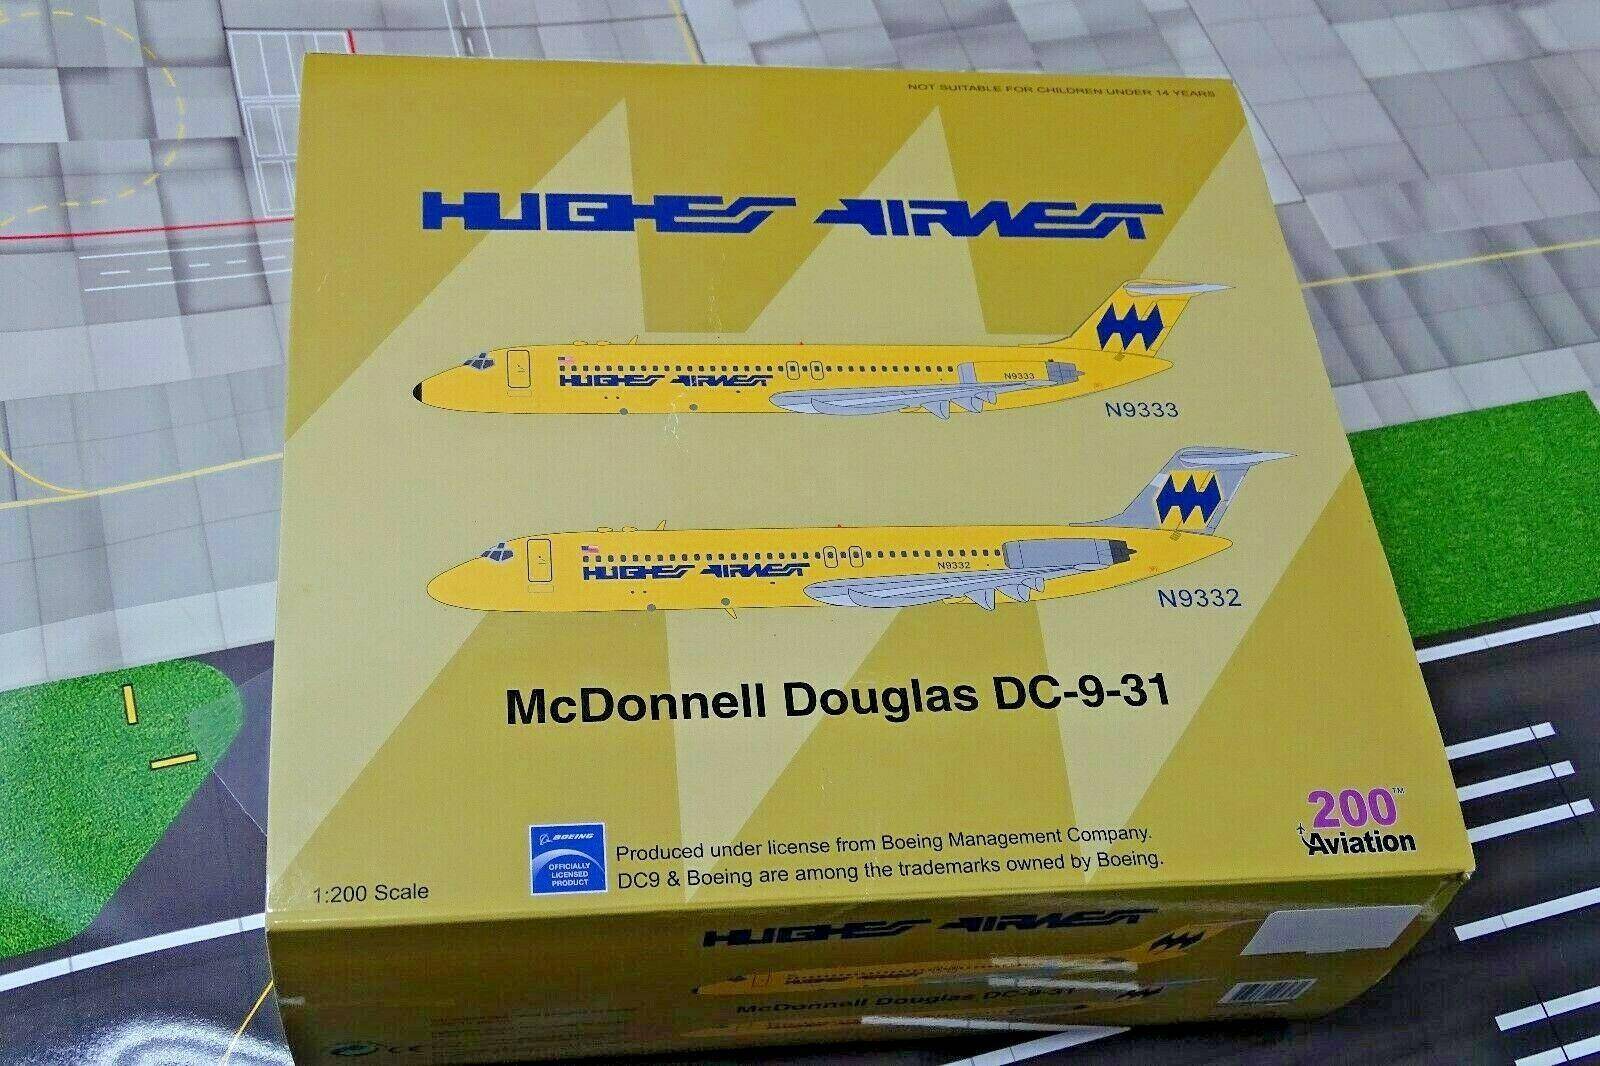 NOT SUITABLE FOR CHILDREN UNDER 14 YEARS
HUGHES AIRWEST
HUGHES AIRWEST
N9333
N9333
HUGHES AIRWEST
N9332
N9332
McDonnell Douglas DC-9-31
BOEING
OFFICIALLY
LICENSED
PRODUCT
Produced under license from Boeing Management Company.
DC9 & Boeing are among the trademarks owned by Boeing.
1:200 Scale
200™
Aviation
HUGHES AIRWEST
McDonnell Douglas DC-9-31
CE